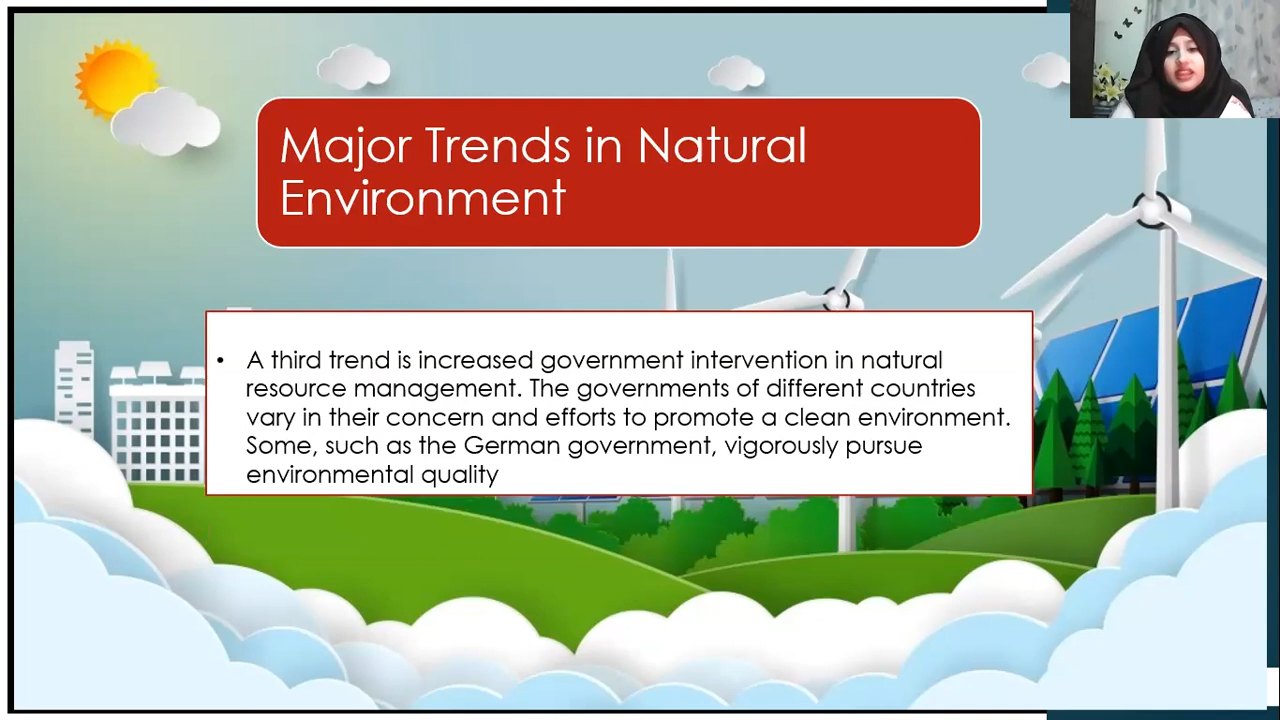 Major Trends in Natural
Environment
• A third trend is increased government intervention in natural
resource management. The governments of different countries
vary in their concern and efforts to promote a clean environment.
Some, such as the German government, vigorously pursue
environmental quality